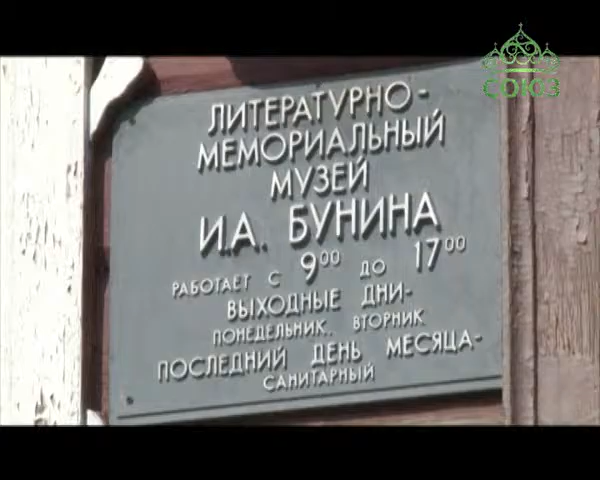 СОЮЗ
ЛИТЕРАТУРНО-
МЕМОРИАЛЬНЫЙ
МУЗЕЙ
И.А. БУНИНА
РАБОТАЕТ С 9⁰⁰ ДО 17⁰⁰
ВЫХОДНЫЕ ДНИ-
ПОНЕДЕЛЬНИК, ВТОРНИК
ПОСЛЕДНИЙ ДЕНЬ МЕСЯЦА-
САНИТАРНЫЙ